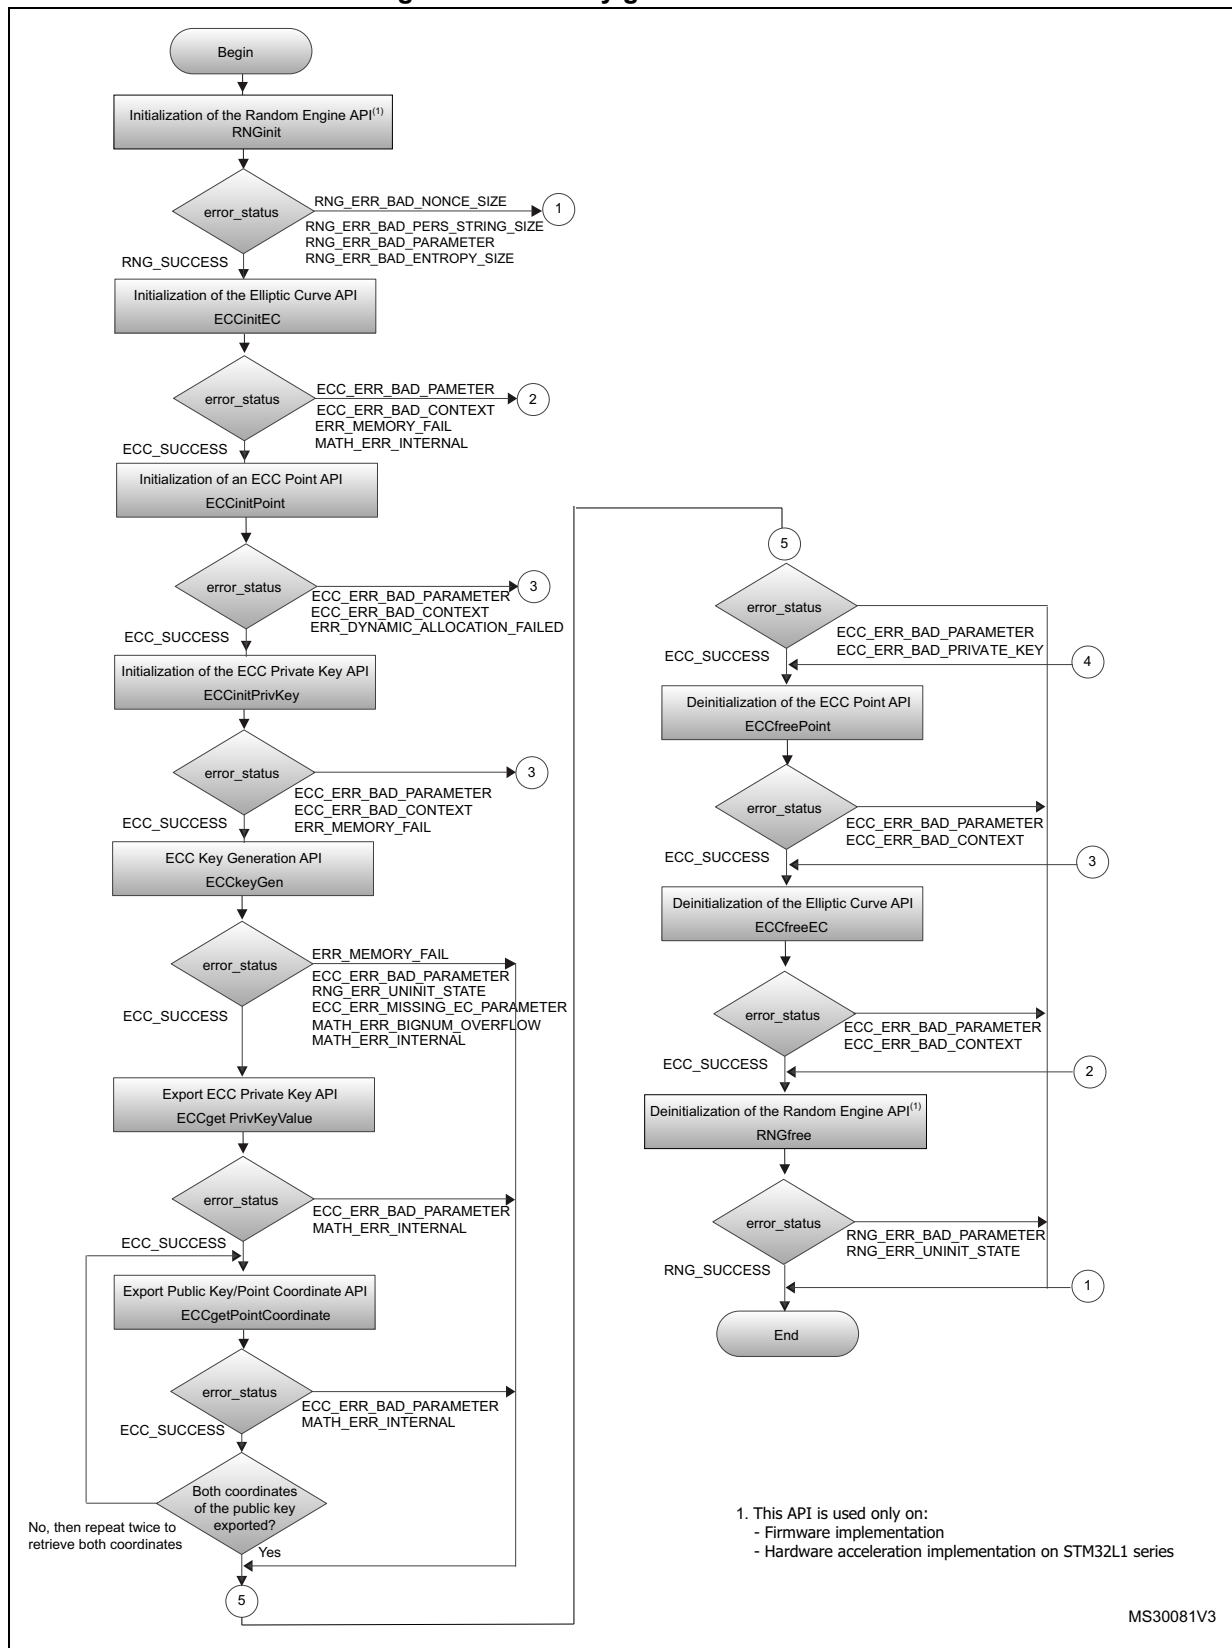 Begin
Initialization of the Random Engine API(1)
RNGinit
error_status
RNG_ERR_BAD_NONCE_SIZE
1
RNG_ERR_BAD_PERS_STRING_SIZE
RNG_ERR_BAD_PARAMETER
RNG_ERR_BAD_ENTROPY_SIZE
RNG_SUCCESS
Initialization of the Elliptic Curve API
ECCinitEC
error_status
ECC_ERR_BAD_PAMETER
2
ECC_ERR_BAD_CONTEXT
ERR_MEMORY_FAIL
MATH_ERR_INTERNAL
ECC_SUCCESS
Initialization of an ECC Point API
ECCinitPoint
error_status
3
ECC_ERR_BAD_PARAMETER
ECC_ERR_BAD_CONTEXT
ERR_DYNAMIC_ALLOCATION_FAILED
ECC_SUCCESS
Initialization of the ECC Private Key API
ECCinitPrivKey
error_status
3
ECC_ERR_BAD_PARAMETER
ECC_ERR_BAD_CONTEXT
ERR_MEMORY_FAIL
ECC_SUCCESS
ECC Key Generation API
ECCkeyGen
error_status
ERR_MEMORY_FAIL
ECC_ERR_BAD_PARAMETER
RNG_ERR_UNINIT_STATE
ECC_ERR_MISSING_EC_PARAMETER
MATH_ERR_BIGNUM_OVERFLOW
MATH_ERR_INTERNAL
ECC_SUCCESS
Export ECC Private Key API
ECCget PrivKeyValue
error_status
ECC_ERR_BAD_PARAMETER
MATH_ERR_INTERNAL
ECC_SUCCESS
Export Public Key/Point Coordinate API
ECCgetPointCoordinate
error_status
ECC_ERR_BAD_PARAMETER
MATH_ERR_INTERNAL
ECC_SUCCESS
Both coordinates
of the public key
exported?
No, then repeat twice to
retrieve both coordinates
Yes
5
5
error_status
ECC_ERR_BAD_PARAMETER
ECC_ERR_BAD_PRIVATE_KEY
ECC_SUCCESS
4
Deinitialization of the ECC Point API
ECCfreePoint
error_status
ECC_ERR_BAD_PARAMETER
ECC_ERR_BAD_CONTEXT
ECC_SUCCESS
3
Deinitialization of the Elliptic Curve API
ECCfreeEC
error_status
ECC_ERR_BAD_PARAMETER
ECC_ERR_BAD_CONTEXT
ECC_SUCCESS
2
Deinitialization of the Random Engine API(1)
RNGfree
error_status
RNG_ERR_BAD_PARAMETER
RNG_ERR_UNINIT_STATE
RNG_SUCCESS
1
End
1. This API is used only on:
- Firmware implementation
- Hardware acceleration implementation on STM32L1 series
MS30081V3